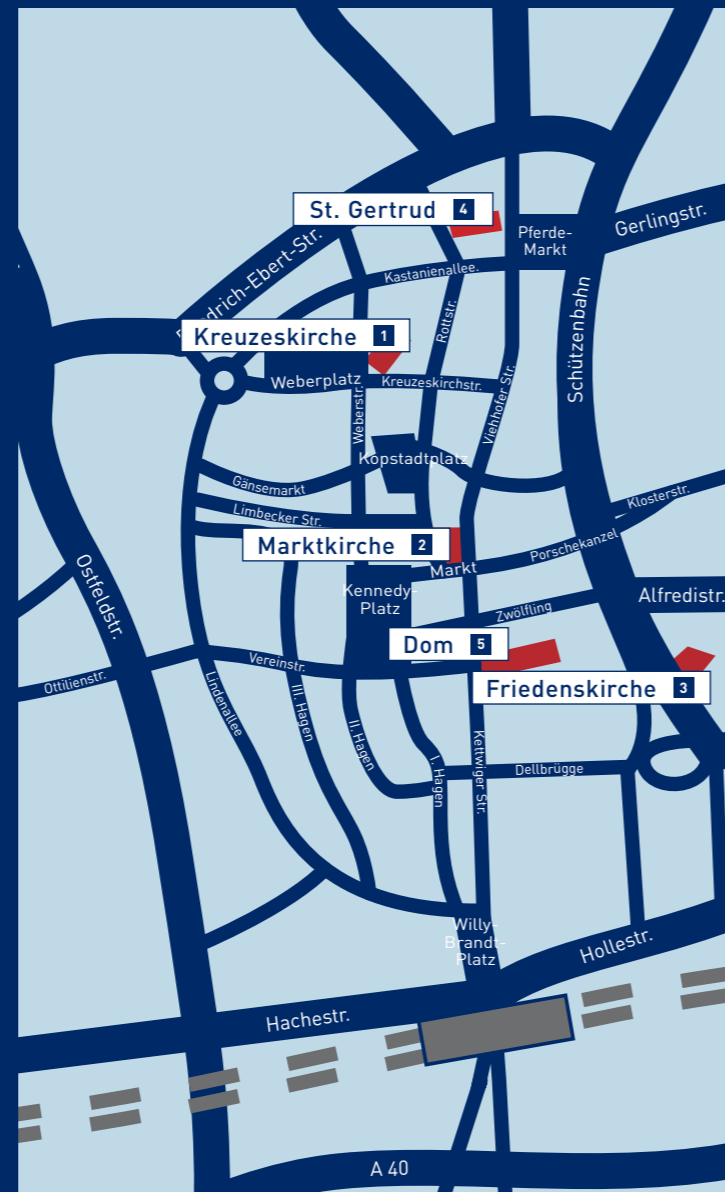 St. Gertrud 4
Pferde-
Markt
Gerlingstr.
Friedrich-Ebert-Str.
Kastanienallee.
Rottstr.
Schützenbahn
Kreuzeskirche 1
Weberplatz
Kreuzeskirchstr.
Weberstr.
Viehhofer Str.
Kopstadtplatz
Gänsemarkt
Limbecker Str.
Klosterstr.
Porschekanzel
Marktkirche 2
Markt
Kennedy-
Platz
Zwölfling
Alfredistr.
Ostfeldstr.
Dom 5
Vereinstr.
Ottilienstr.
Friedenskirche 3
Lindenallee
III. Hagen
II. Hagen
I. Hagen
Kettwiger Str.
Dellbrügge
Willy-
Brandt-
Platz
Hollestr.
Hachestr.
A 40